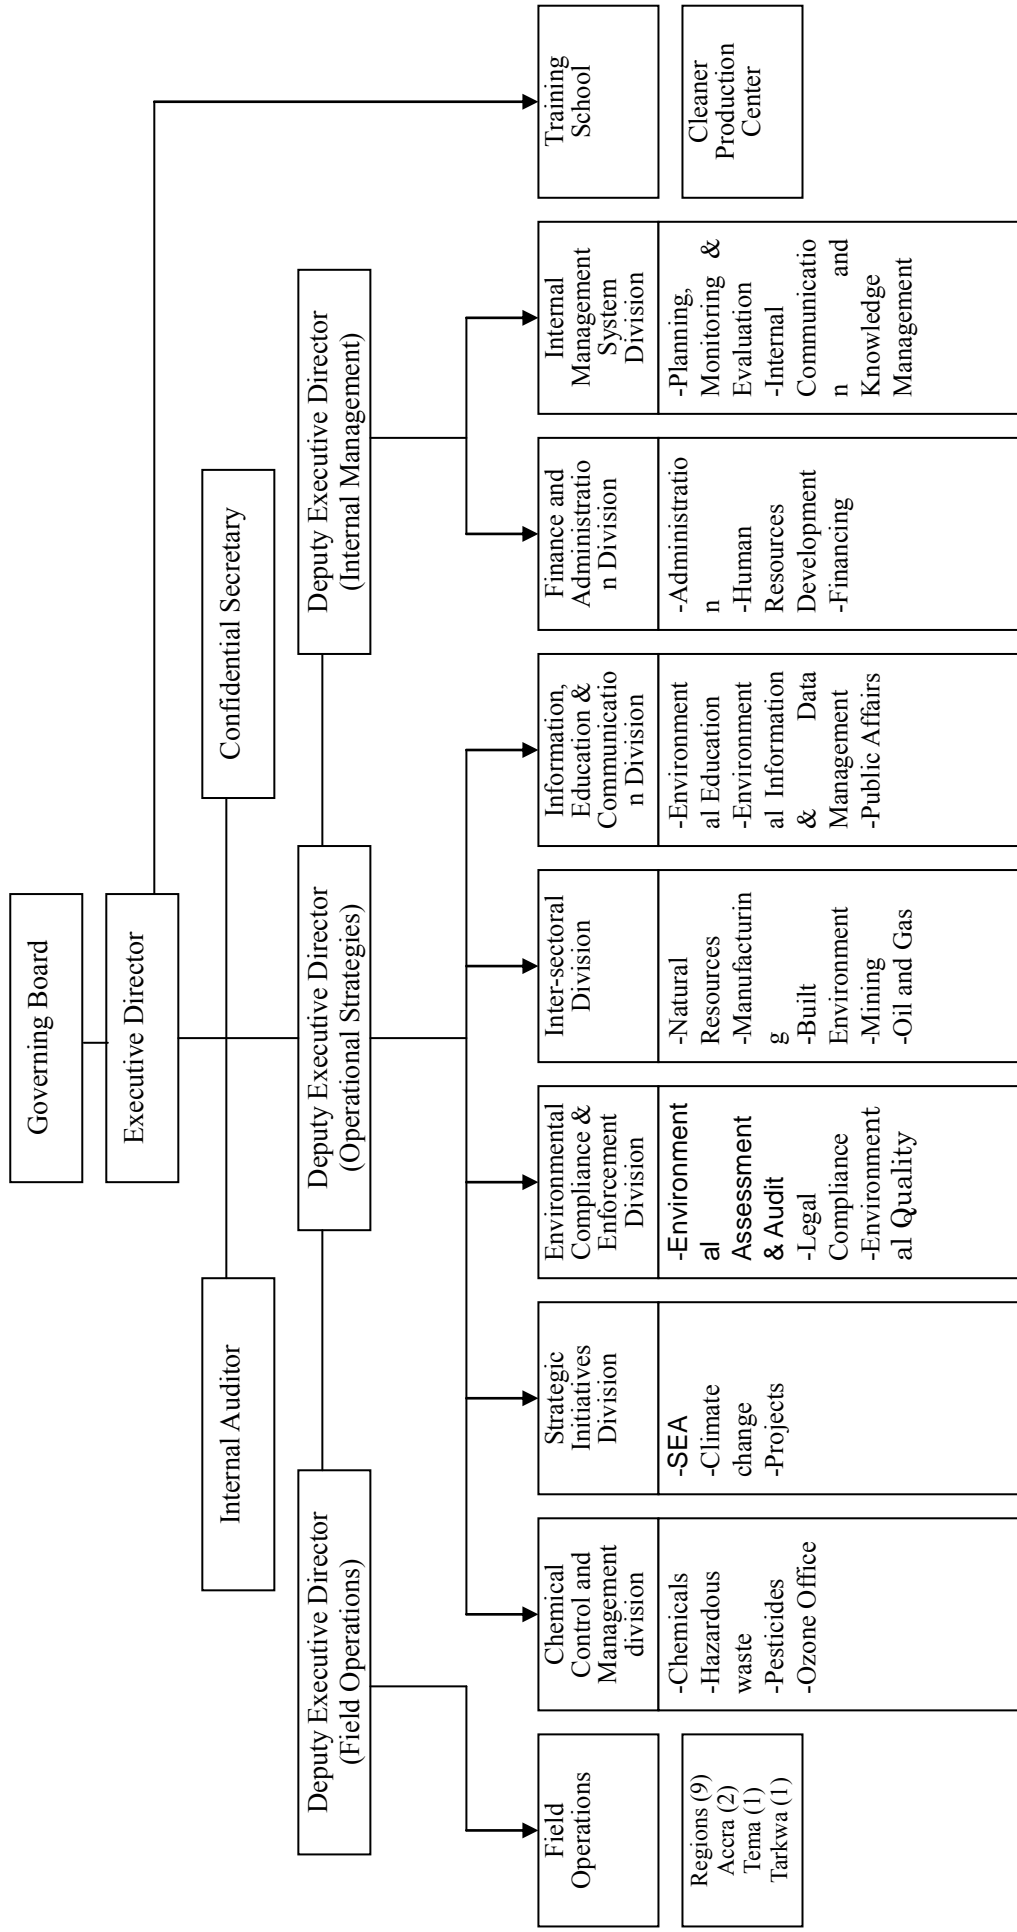 Governing Board
Executive Director
Internal Auditor
Confidential Secretary
Deputy Executive Director
(Field Operations)
Deputy Executive Director
(Operational Strategies)
Deputy Executive Director
(Internal Management)
Field
Operations
Regions (9)
Accra (2)
Tema (1)
Tarkwa (1)
Chemical
Control and
Management
division
-Chemicals
-Hazardous
waste
-Pesticides
-Ozone Office
Strategic
Initiatives
Division
-SEA
-Climate
change
-Projects
Environmental
Compliance &
Enforcement
Division
-Environment
al
Assessment
& Audit
-Legal
Compliance
-Environment
al Quality
Inter-sectoral
Division
-Natural
Resources
-Manufacturin
g
-Built
Environment
-Mining
-Oil and Gas
Information,
Education &
Communicatio
n Division
-Environment
al Education
-Environment
al Information
& Data
Management
-Public Affairs
Finance and
Administratio
n Division
-Administratio
n
-Human
Resources
Development
-Financing
Internal
Management
System
Division
-Planning,
Monitoring &
Evaluation
-Internal
Communicatio
n and
Knowledge
Management
Training
School
Cleaner
Production
Center